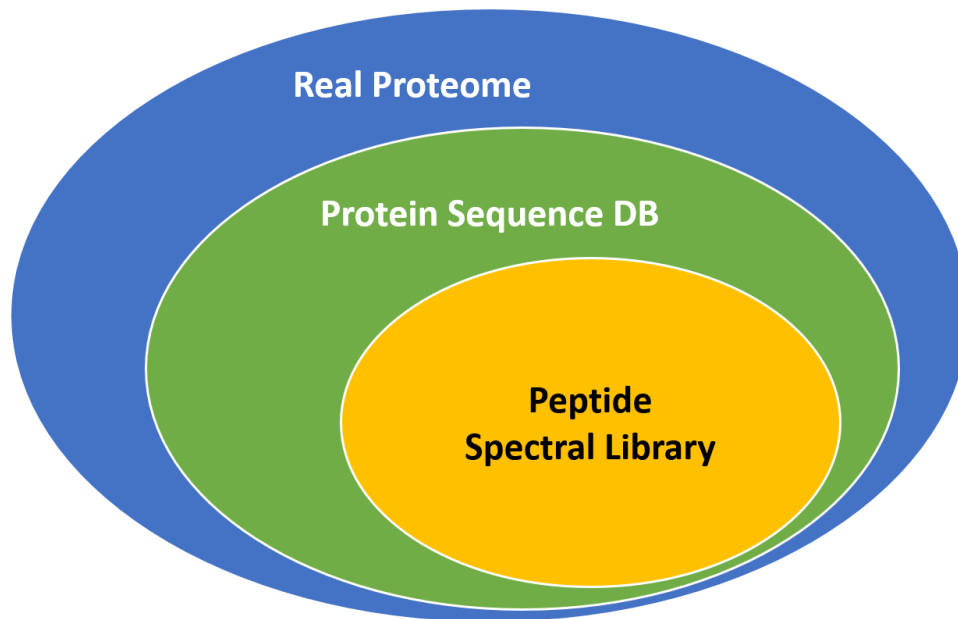 Real Proteome
Protein Sequence DB
Peptide
Spectral Library